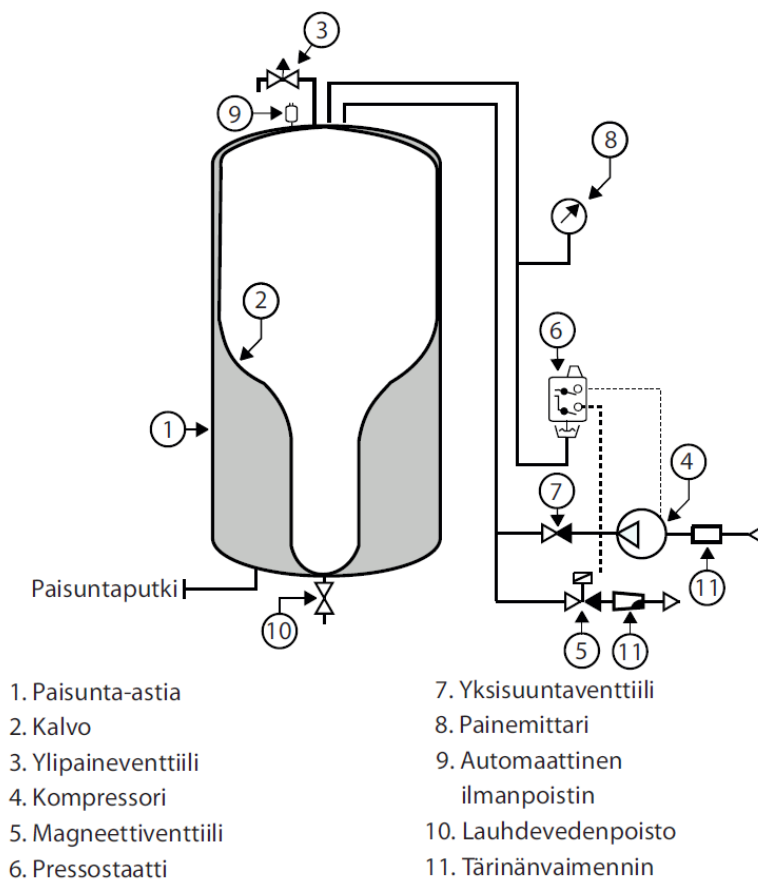 3
9
8
2
6
1
4
7
Paisuntaputki
11
10
5
11
1. Paisunta-astia
2. Kalvo
3. Ylipaineventtiili
4. Kompressori
5. Magneettiventtiili
6. Pressostaatti
7. Yksisuuntaventtiili
8. Painemittari
9. Automaattinen
ilmanpoistin
10. Lauhdevedenpoisto
11. Tärinänvaimennin